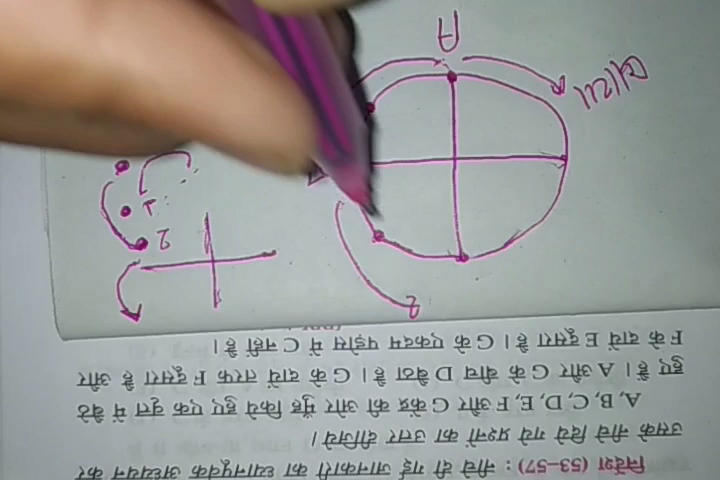 निर्देश (53-57) : नीचे दी गई जानकारी का ध्यानपूर्वक अध्ययन कर
उसके नीचे दिये गये प्रश्नों का उत्तर दीजिये।
A, B, C, D, E, F और G केंद्र की ओर मुँह किये हुए एक वृत्त में बैठे
हुए हैं। A और G के बीच D बैठा है। G के बायें तरफ F दूसरा है और
F के बायें E दूसरा है। G के एकदम पड़ोस में C नहीं है।
A
1
2
2